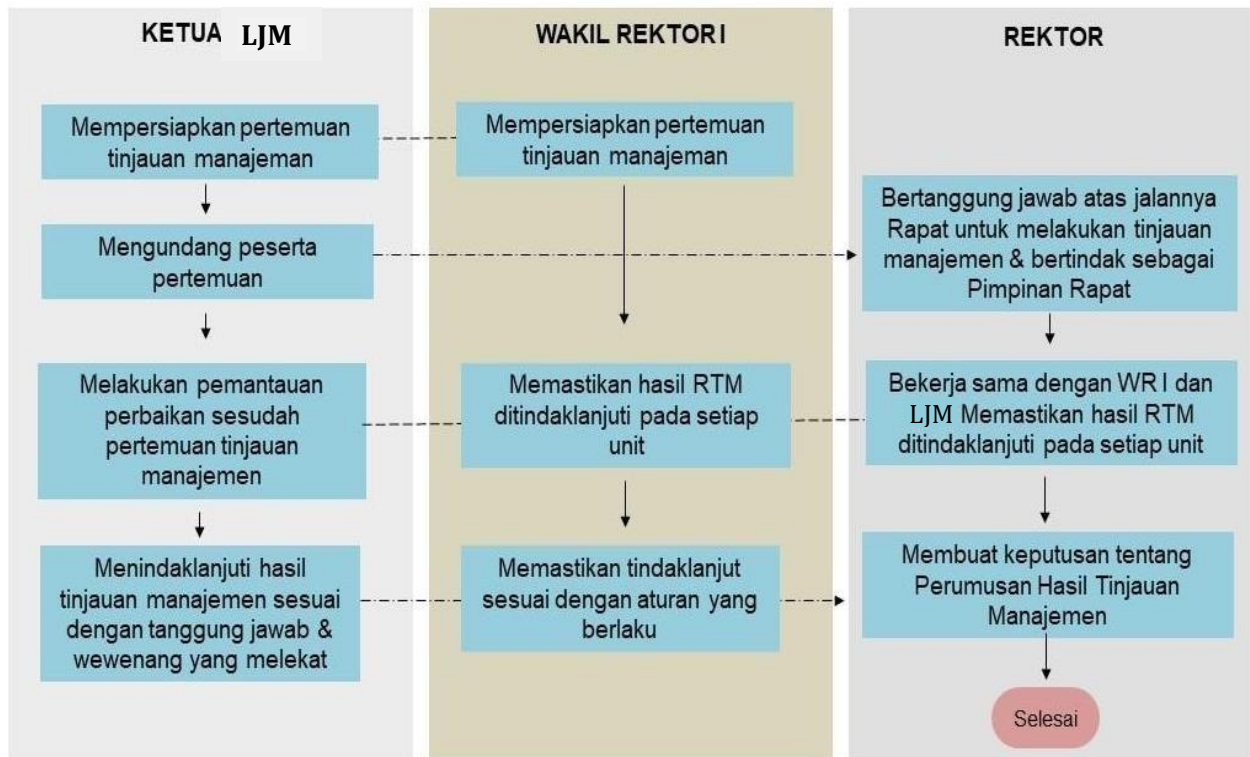 KETUA LJM
Mempersiapkan pertemuan
tinjauan manajeman
Mengundang peserta
pertemuan
Melakukan pemantauan
perbaikan sesudah
pertemuan tinjauan
manajemen
Menindaklanjuti hasil
tinjauan manajemen sesuai
dengan tanggung jawab &
wewenang yang melekat
WAKIL REKTOR I
Mempersiapkan pertemuan
tinjauan manajeman
Memastikan hasil RTM
ditindaklanjuti pada setiap
unit
Memastikan tindaklanjut
sesuai dengan aturan yang
berlaku
REKTOR
Bertanggung jawab atas jalannya
Rapat untuk melakukan tinjauan
manajemen & bertindak sebagai
Pimpinan Rapat
Bekerja sama dengan WR I dan
LJM Memastikan hasil RTM
ditindaklanjuti pada setiap unit
Membuat keputusan tentang
Perumusan Hasil Tinjauan
Manajemen
Selesai